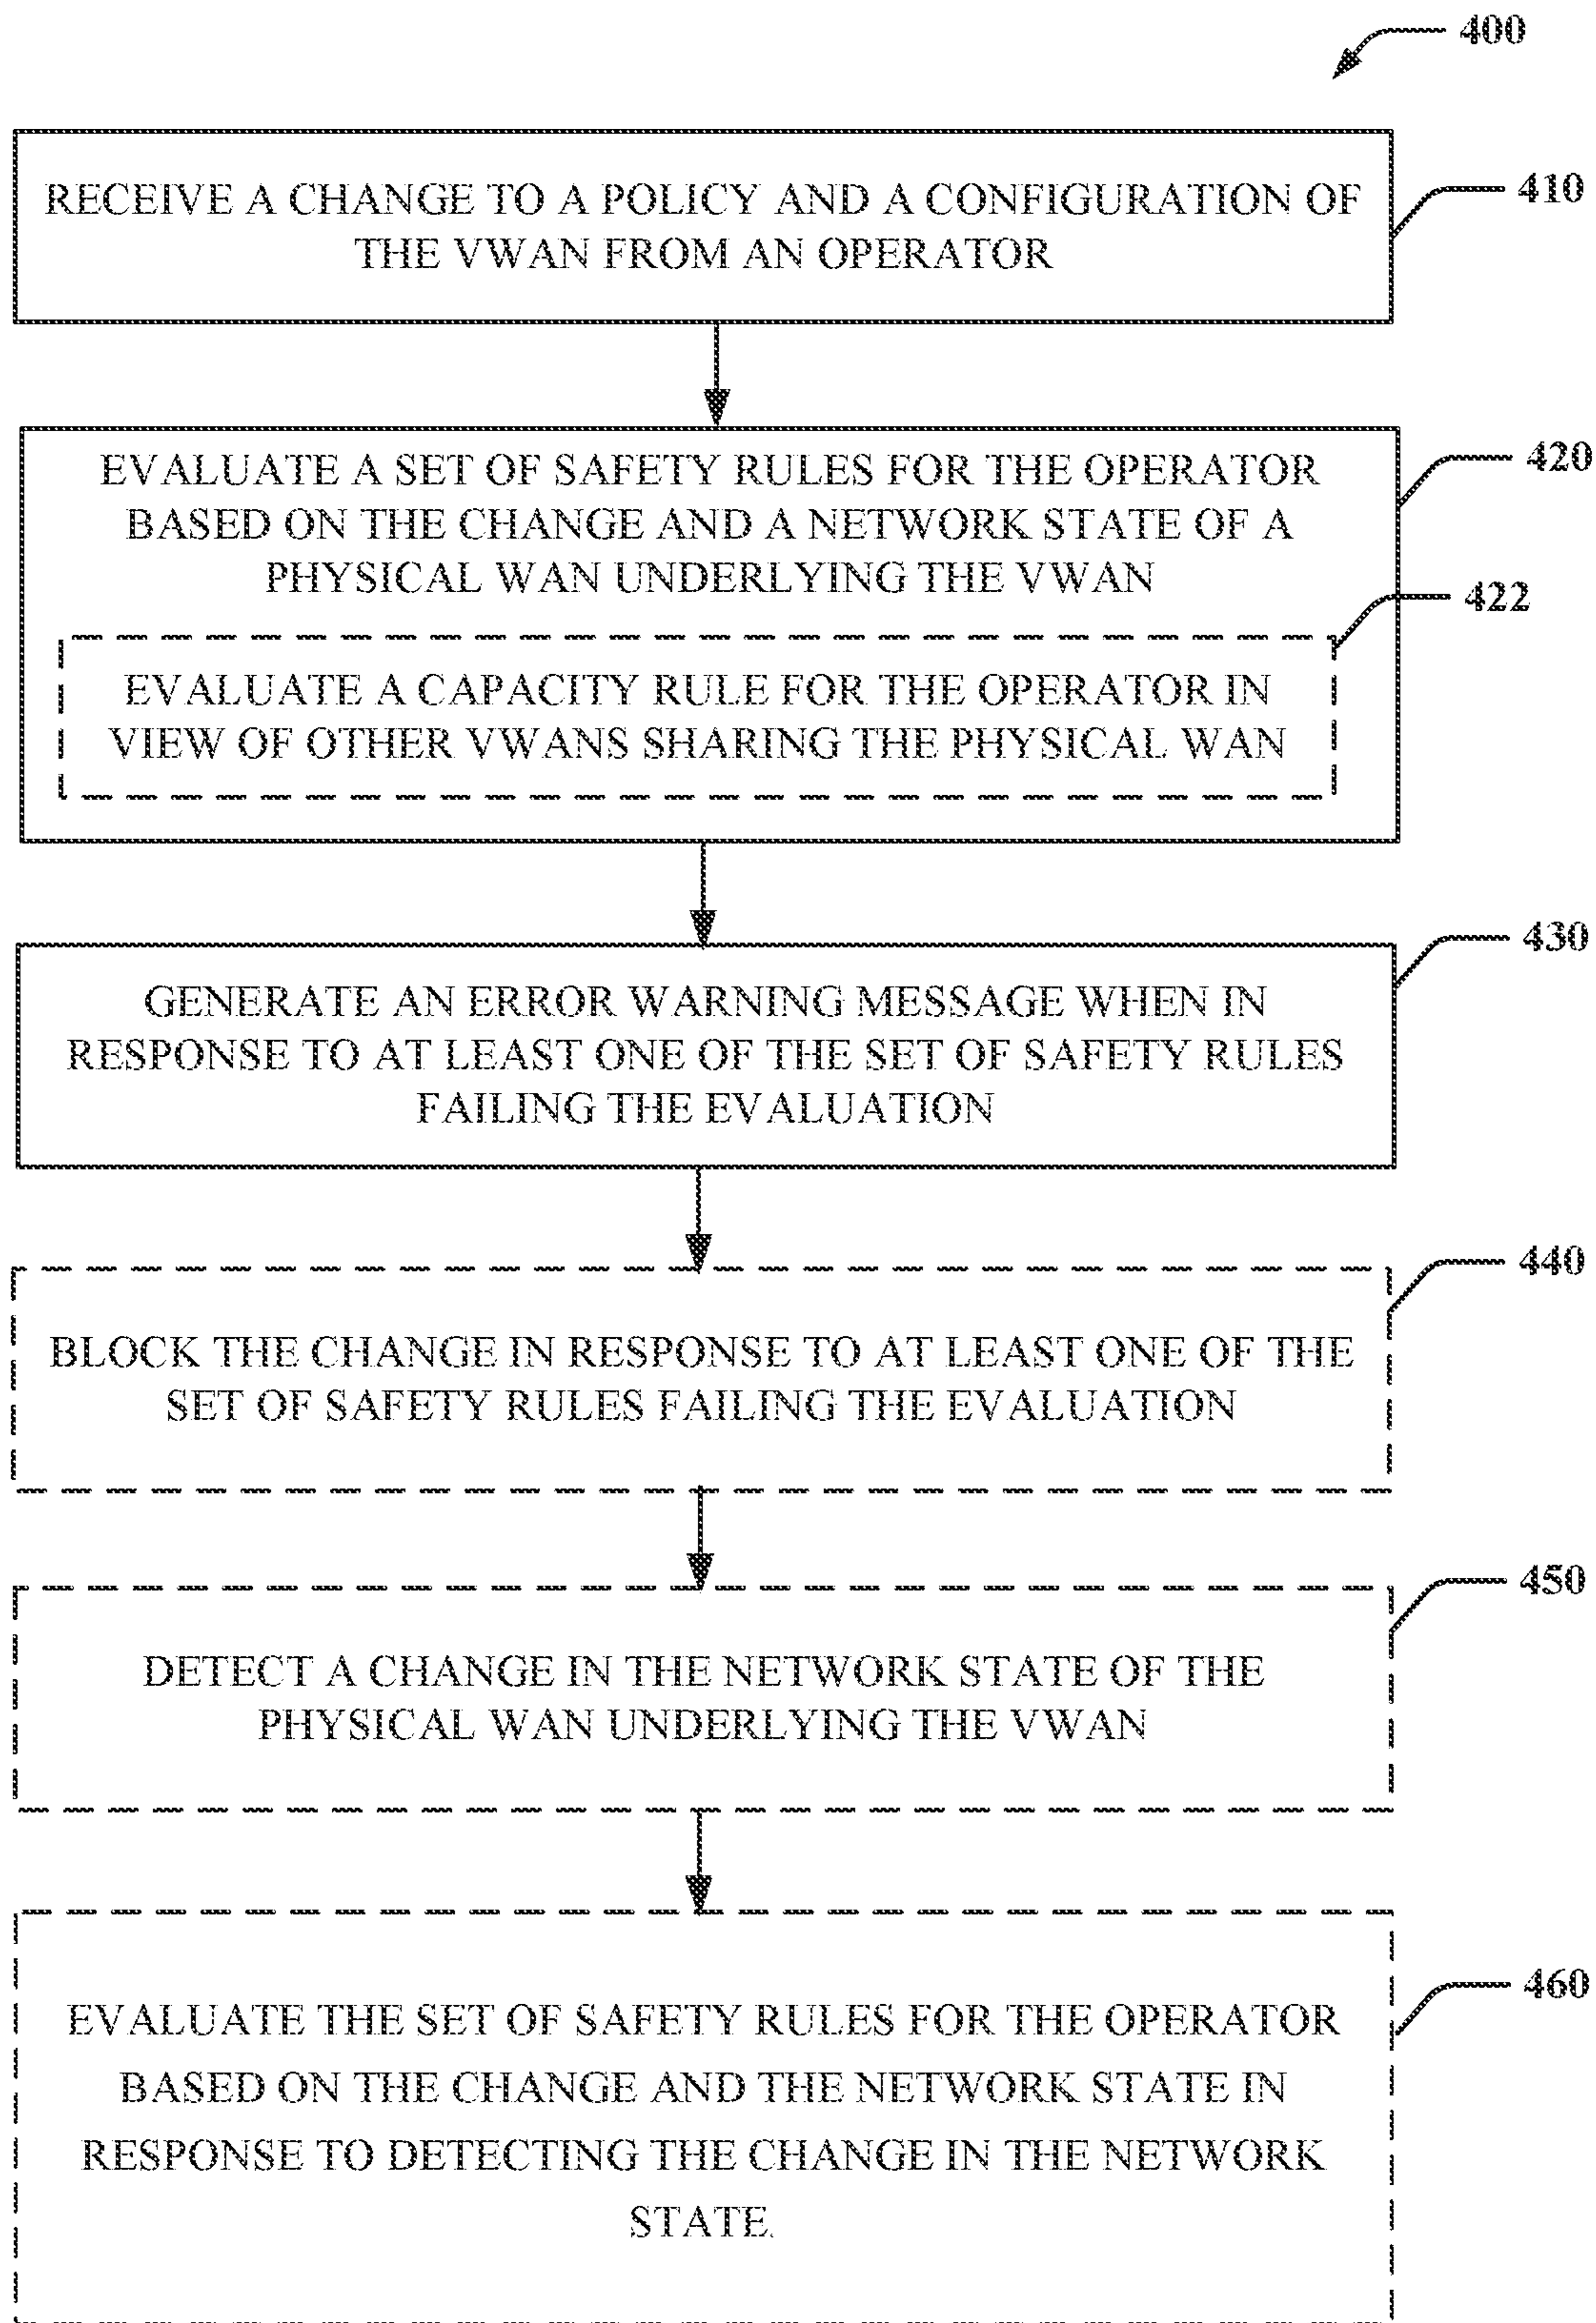 400
RECEIVE A CHANGE TO A POLICY AND A CONFIGURATION OF
THE VWAN FROM AN OPERATOR
410
EVALUATE A SET OF SAFETY RULES FOR THE OPERATOR
BASED ON THE CHANGE AND A NETWORK STATE OF A
PHYSICAL WAN UNDERLYING THE VWAN
420
EVALUATE A CAPACITY RULE FOR THE OPERATOR IN
VIEW OF OTHER VWANS SHARING THE PHYSICAL WAN
422
GENERATE AN ERROR WARNING MESSAGE WHEN IN
RESPONSE TO AT LEAST ONE OF THE SET OF SAFETY RULES
FAILING THE EVALUATION
430
BLOCK THE CHANGE IN RESPONSE TO AT LEAST ONE OF THE
SET OF SAFETY RULES FAILING THE EVALUATION
440
DETECT A CHANGE IN THE NETWORK STATE OF THE
PHYSICAL WAN UNDERLYING THE VWAN
450
EVALUATE THE SET OF SAFETY RULES FOR THE OPERATOR
BASED ON THE CHANGE AND THE NETWORK STATE IN
RESPONSE TO DETECTING THE CHANGE IN THE NETWORK
STATE.
460